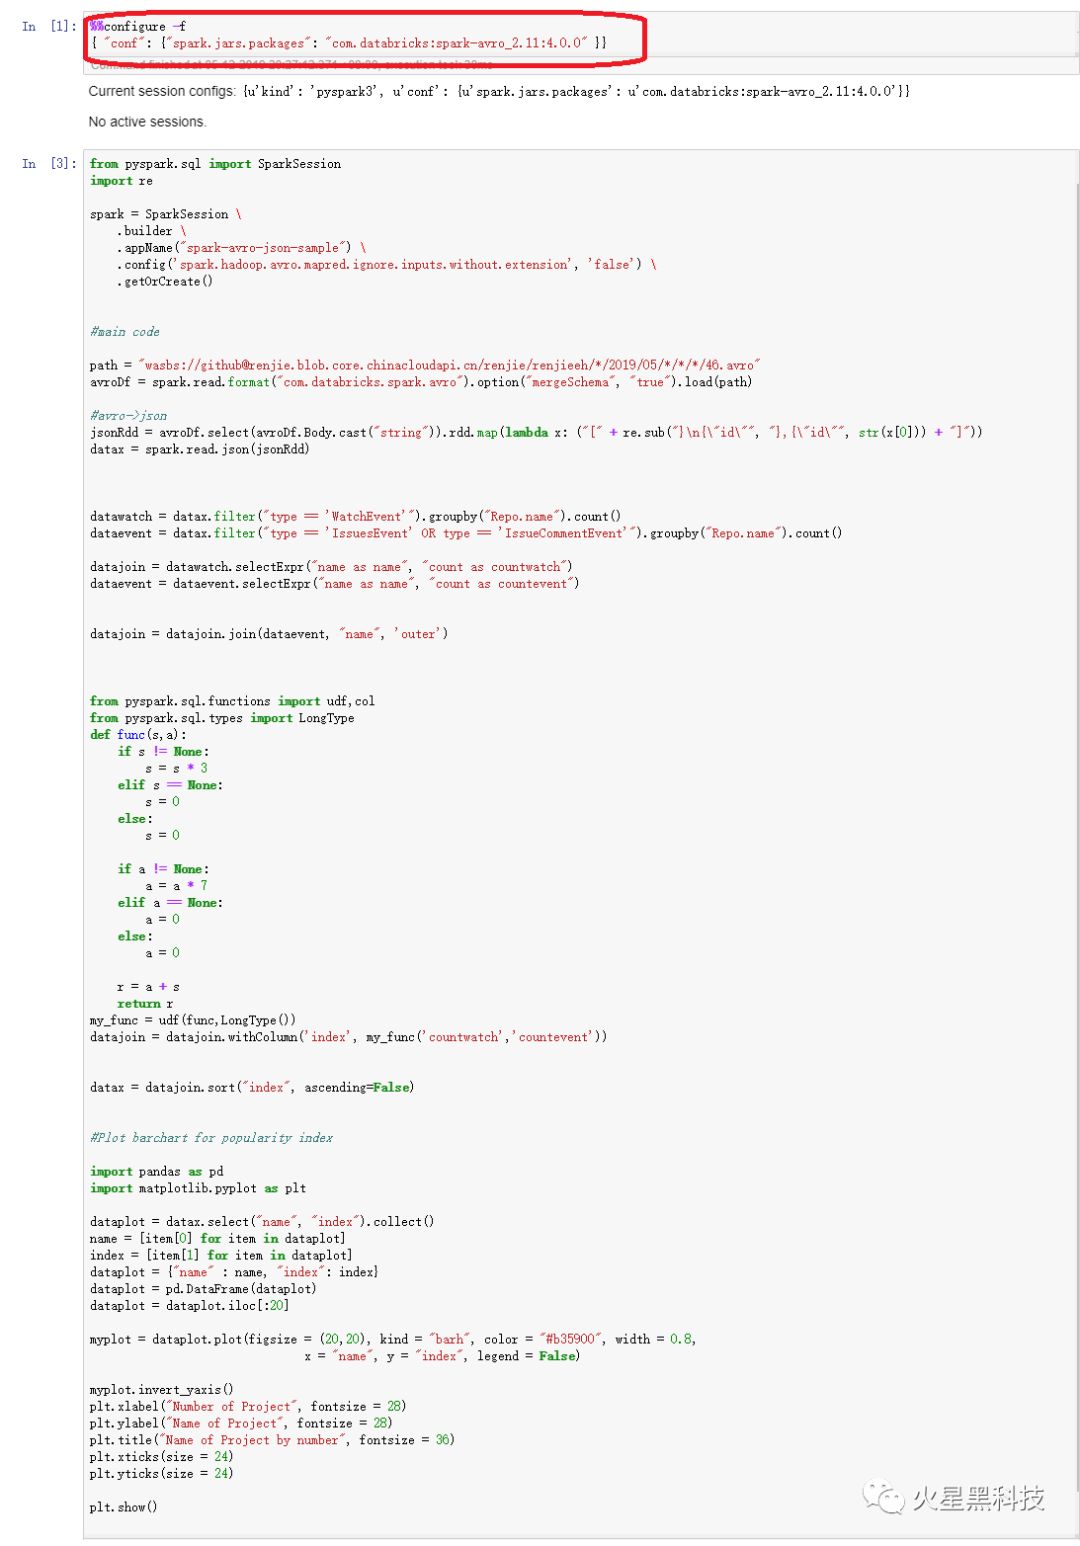 In [1]:
%%configure -f
{ "conf": {"spark.jars.packages": "com.databricks:spark-avro_2.11:4.0.0" }}
Current session configs: {u'kind': 'pyspark3', u'conf': {u'spark.jars.packages': u'com.databricks:spark-avro_2.11:4.0.0'}}
No active sessions.
In [3]:
from pyspark.sql import SparkSession
import re
spark = SparkSession \
    .builder \
    .appName("spark-avro-json-sample") \
    .config('spark.hadoop.avro.mapred.ignore.inputs.without.extension', 'false') \
    .getOrCreate()
#main code
path = "wasbs://github@renjie.blob.core.chinacloudapi.cn/renjie/renjieeh/*/2019/05/*/*/*/46.avro"
avroDf = spark.read.format("com.databricks.spark.avro").option("mergeSchema", "true").load(path)
#avro->json
jsonRdd = avroDf.select(avroDf.Body.cast("string")).rdd.map(lambda x: ("[" + re.sub("}\n{\"id\"", "},{\"id\"", str(x[0])) + "]"))
datax = spark.read.json(jsonRdd)
datawatch = datax.filter("type == 'WatchEvent'").groupby("Repo.name").count()
dataevent = datax.filter("type == 'IssuesEvent' OR type == 'IssueCommentEvent'").groupby("Repo.name").count()
datajoin = datawatch.selectExpr("name as name", "count as countwatch")
dataevent = dataevent.selectExpr("name as name", "count as countevent")
datajoin = datajoin.join(dataevent, "name", 'outer')
from pyspark.sql.functions import udf,col
from pyspark.sql.types import LongType
def func(s,a):
    if s != None:
        s = s * 3
    elif s == None:
        s = 0
    else:
        s = 0
    if a != None:
        a = a * 7
    elif a == None:
        a = 0
    else:
        a = 0
    r = a + s
    return r
my_func = udf(func,LongType())
datajoin = datajoin.withColumn('index', my_func('countwatch','countevent'))
datax = datajoin.sort("index", ascending=False)
#Plot barchart for popularity index
import pandas as pd
import matplotlib.pyplot as plt
dataplot = datax.select("name", "index").collect()
name = [item[0] for item in dataplot]
index = [item[1] for item in dataplot]
dataplot = {"name" : name, "index": index}
dataplot = pd.DataFrame(dataplot)
dataplot = dataplot.iloc[:20]
myplot = dataplot.plot(figsize = (20,20), kind = "barh", color = "#b35900", width = 0.8,
                       x = "name", y = "index", legend = False)
myplot.invert_yaxis()
plt.xlabel("Number of Project", fontsize = 28)
plt.ylabel("Name of Project", fontsize = 28)
plt.title("Name of Project by number", fontsize = 36)
plt.xticks(size = 24)
plt.yticks(size = 24)
plt.show()
火星黑科技